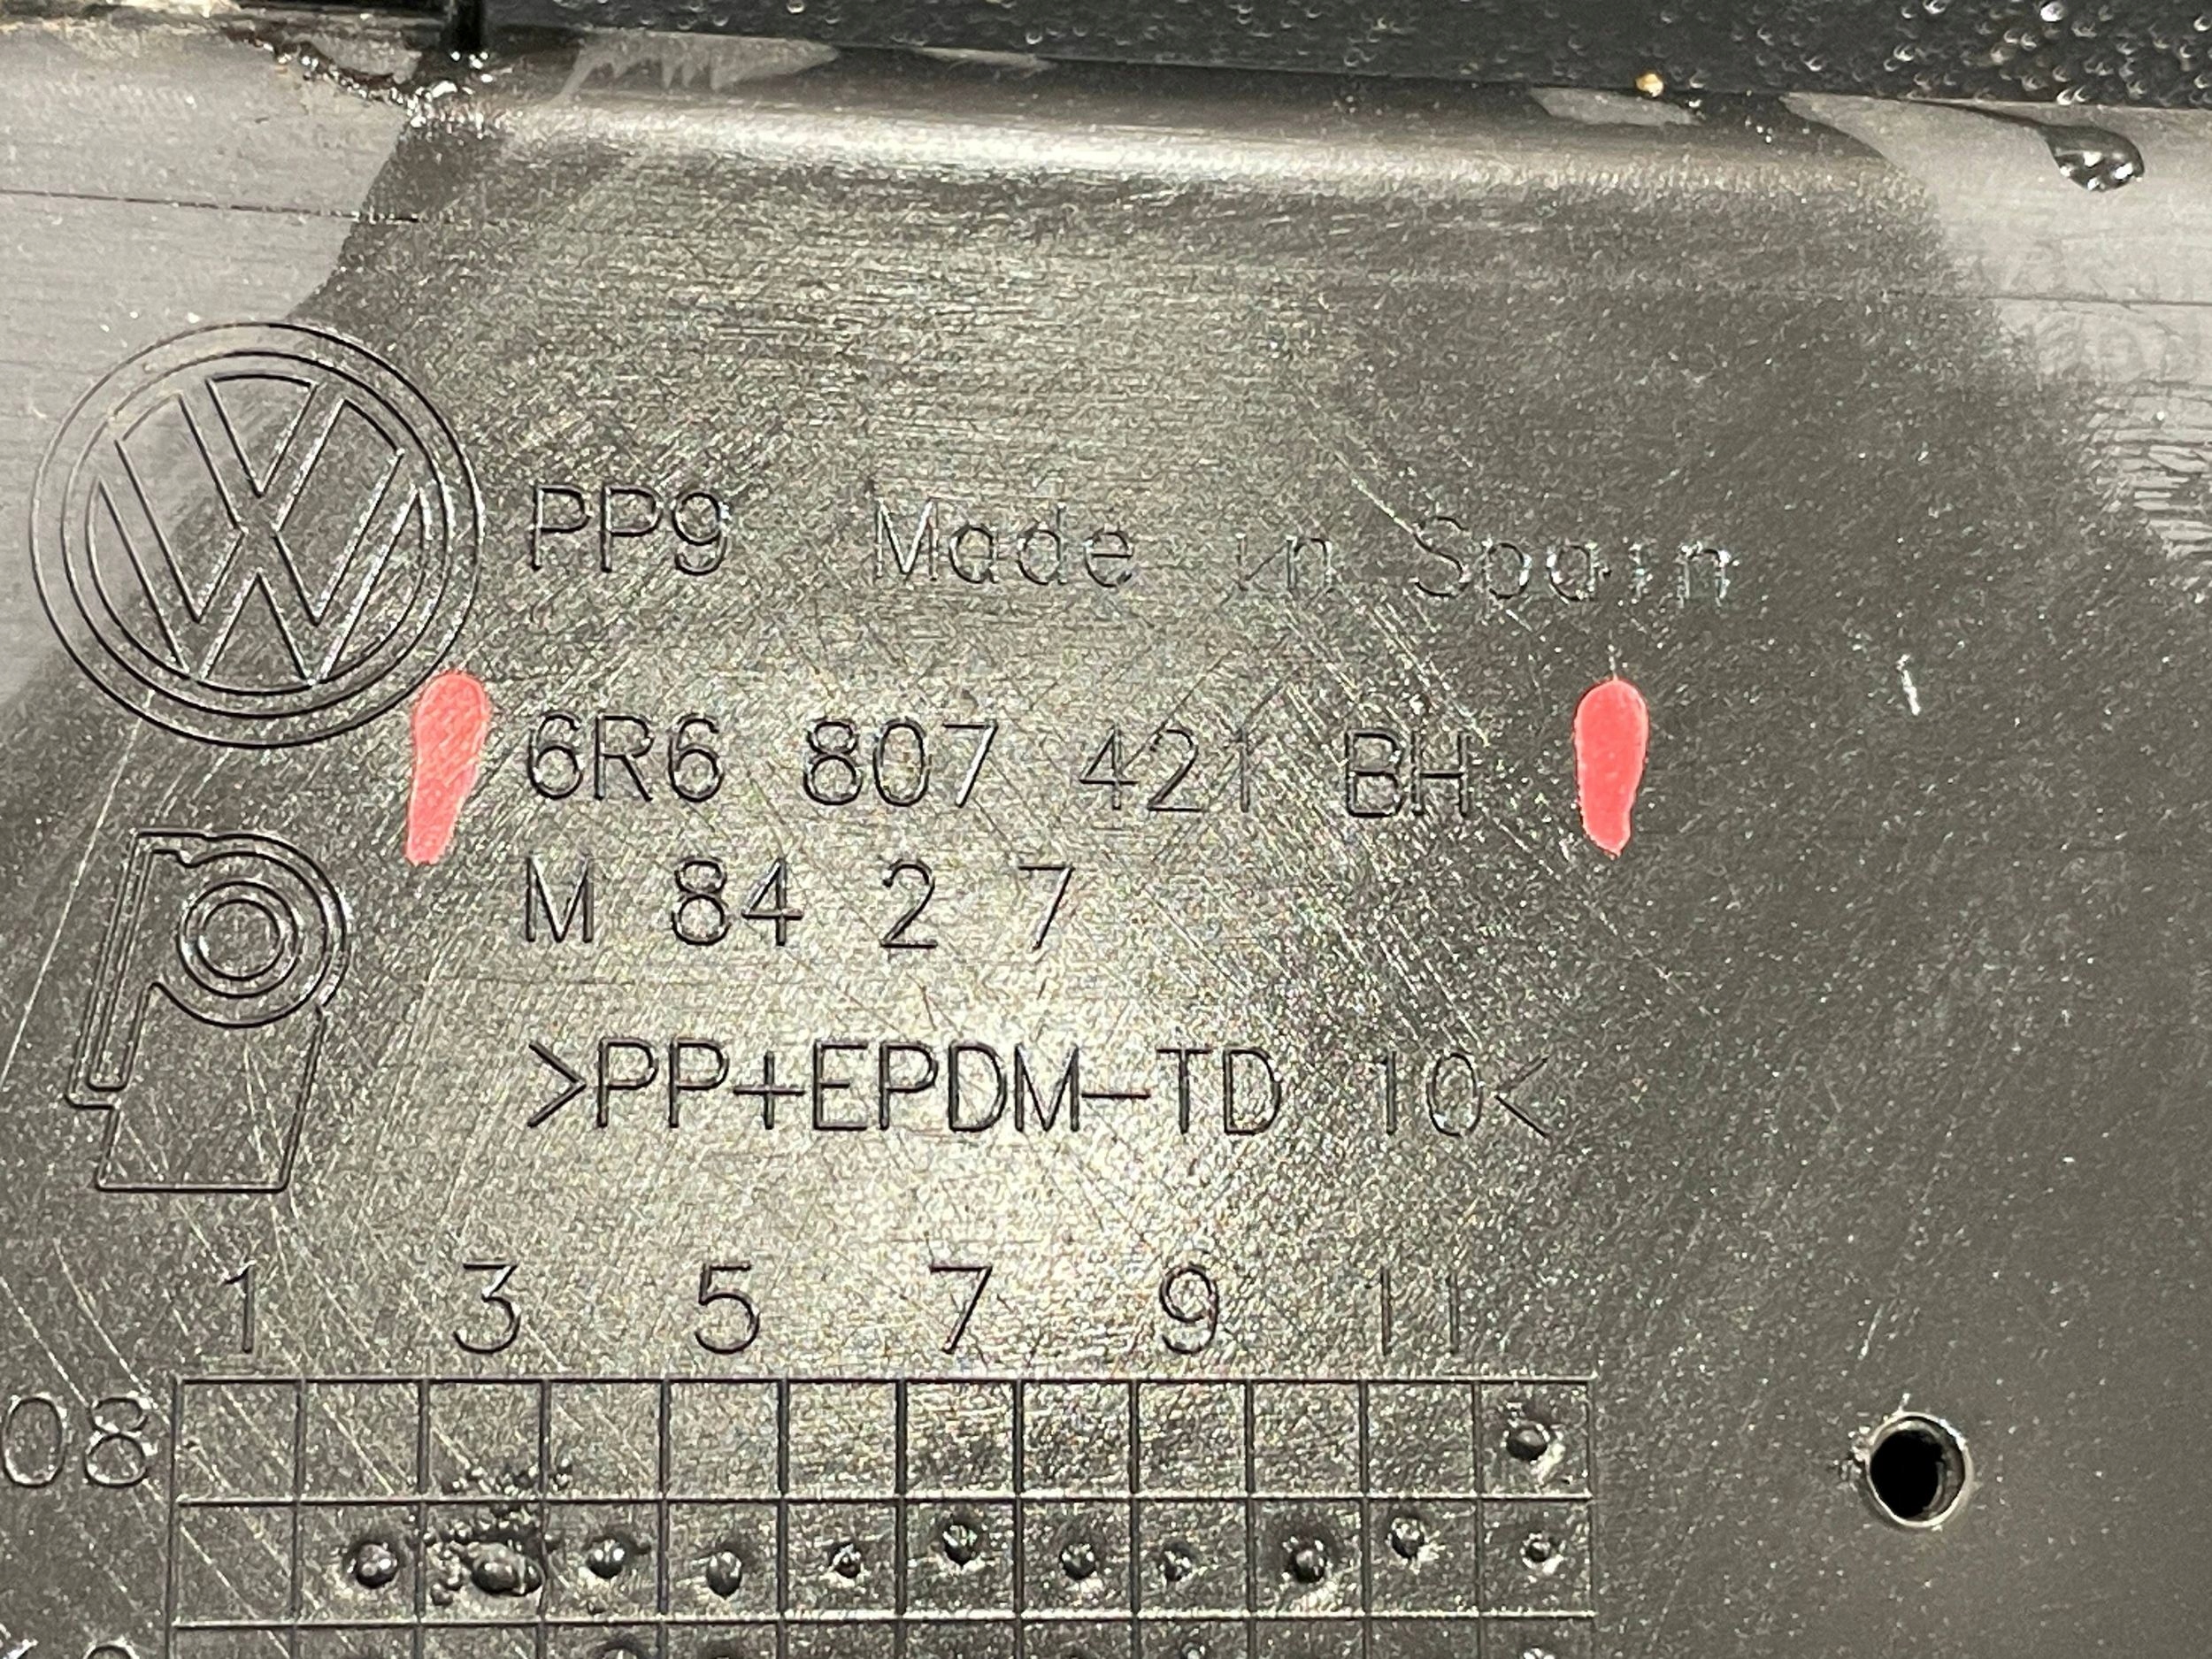 PP9 Made in Spain
6R6 807 421 BH
M 84 2 7
>PP+EPDM-TD 10<
1 3 5 7 9 11
08